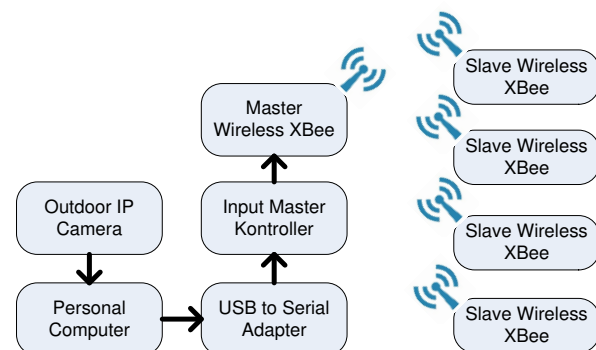 Outdoor IP
Camera
Personal
Computer
USB to Serial
Adapter
Input Master
Kontroller
Master
Wireless XBee
Slave Wireless
XBee
Slave Wireless
XBee
Slave Wireless
XBee
Slave Wireless
XBee